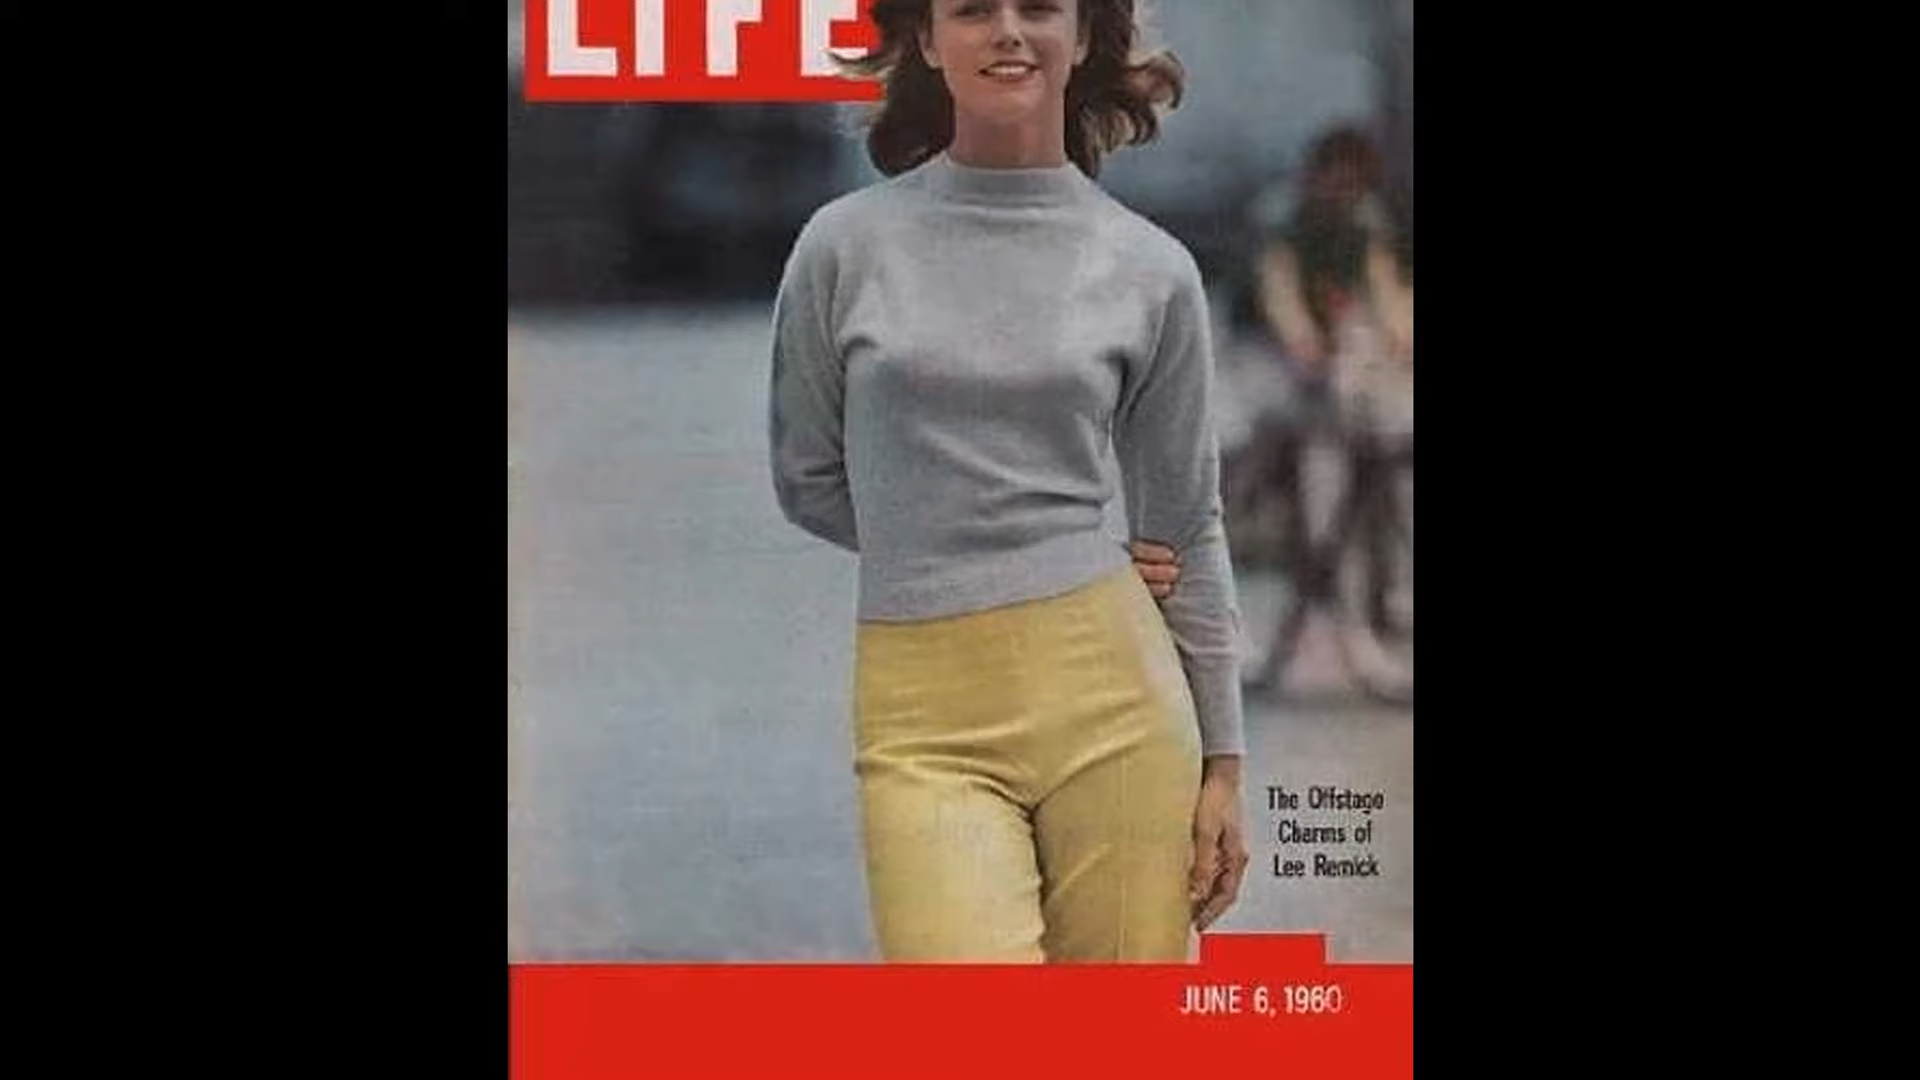 LIFE
The Offstage
Charms of
Lee Remick
JUNE 6, 1960